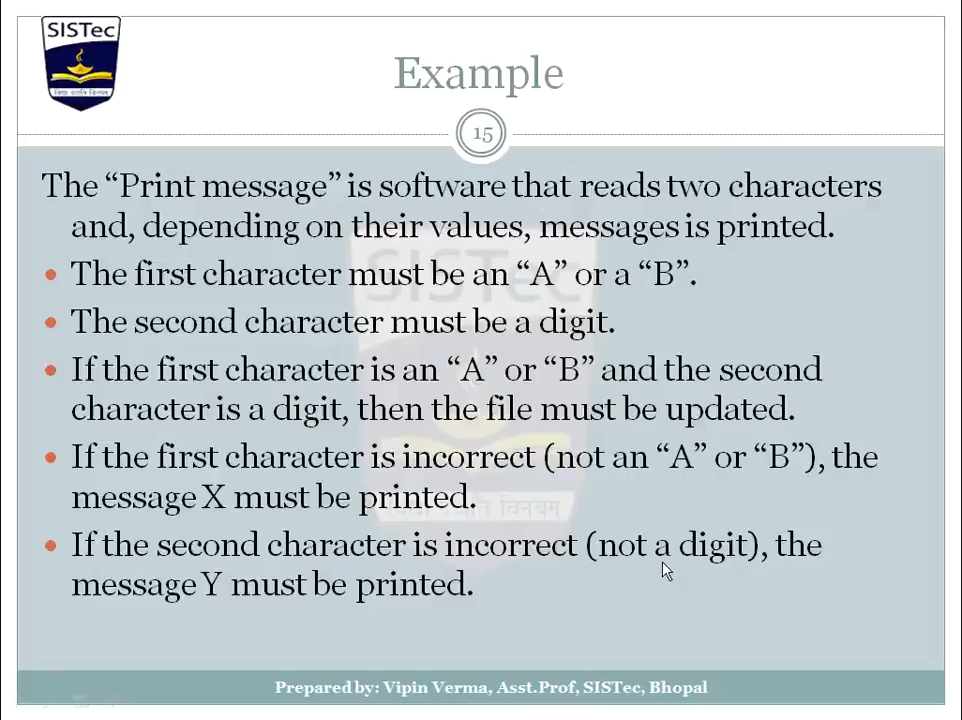 SISTec
Example
15
The “Print message” is software that reads two characters
and, depending on their values, messages is printed.
• The first character must be an “A” or a “B”.
• The second character must be a digit.
• If the first character is an “A” or “B” and the second
character is a digit, then the file must be updated.
• If the first character is incorrect (not an “A” or “B”), the
message X must be printed.
• If the second character is incorrect (not a digit), the
message Y must be printed.
Prepared by: Vipin Verma, Asst.Prof, SISTec, Bhopal